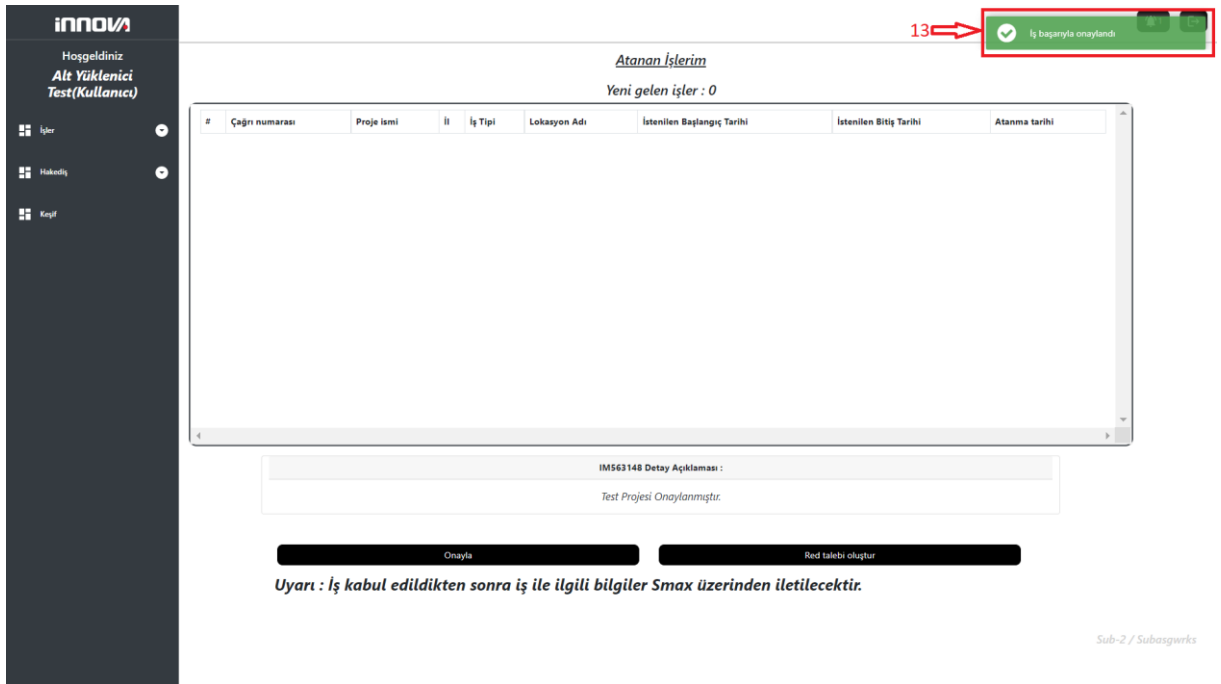 innova
Hoşgeldiniz
Alt Yüklenici
Test(Kullanıcı)
İşler
Hakediş
Keşif
13
İş başarıyla onaylandı
Atanan İşlerim
Yeni gelen işler : 0
# Çağrı numarası Proje ismi İl İş Tipi Lokasyon Adı İstenilen Başlangıç Tarihi İstenilen Bitiş Tarihi Atanma tarihi
IM563148 Detay Açıklaması :
Test Projesi Onaylanmıştır.
Onayla Red talebi oluştur
Uyarı : İş kabul edildikten sonra iş ile ilgili bilgiler Smax üzerinden iletilecektir.
Sub-2 / Subasgwrks